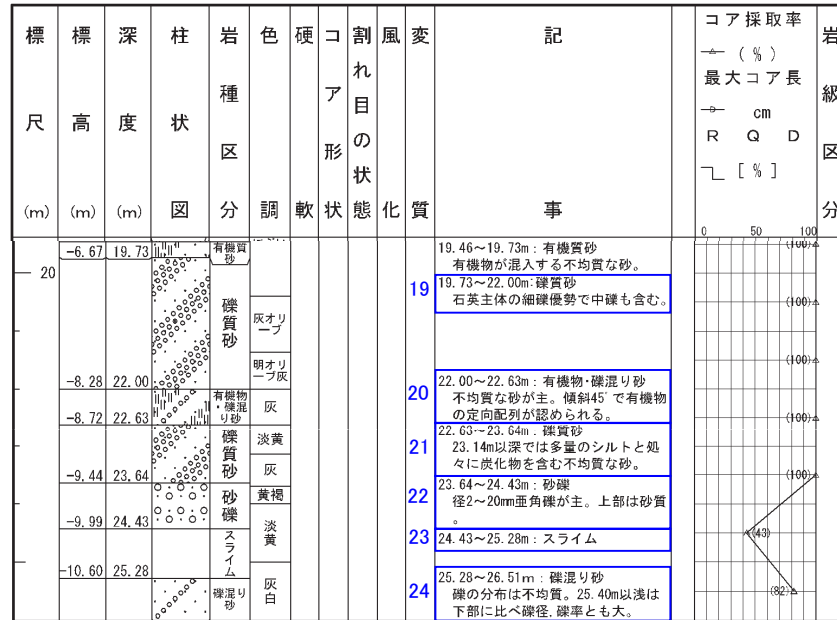 標尺(m)
標高(m)
深度(m)
柱状図
岩種区分
色調
硬軟
コア形状
割れ目の状態
風化
変質
記事
コア採取率
(%)
最大コア長
cm
R Q D
[%]
岩級区分
0 50 100
20
-6.67 19.73 有機質
砂
19.46～19.73m：有機質砂
有機物が混入する不均質な砂。
(100)
礫質砂
19
19.73～22.00m：礫質砂
石英主体の細礫優勢で中礫も含む。
(100)
灰オリ
ーブ
明オリ
ーブ灰
(100)
-8.28 22.00
有機物
・礫混
り砂
灰
20
22.00～22.63m：有機物・礫混り砂
不均質な砂が主。傾斜45°で有機物
の定向配列が認められる。
(100)
-8.72 22.63
礫質砂
淡黄
灰
21
22.63～23.64m：礫質砂
23.14m以深では多量のシルトと処
々に炭化物を含む不均質な砂。
(100)
-9.44 23.64
砂礫
黄褐
22
23.64～24.43m：砂礫
径2～20mm亜角礫が主。上部は砂質
。
-9.99 24.43
スライム
淡黄
23
24.43～25.28m：スライム
(43)
-10.60 25.28
礫混り
砂
灰白
24
25.28～26.51m：礫混り砂
礫の分布は不均質。25.40m以浅は
下部に比べ礫径、礫率とも大。
(82)